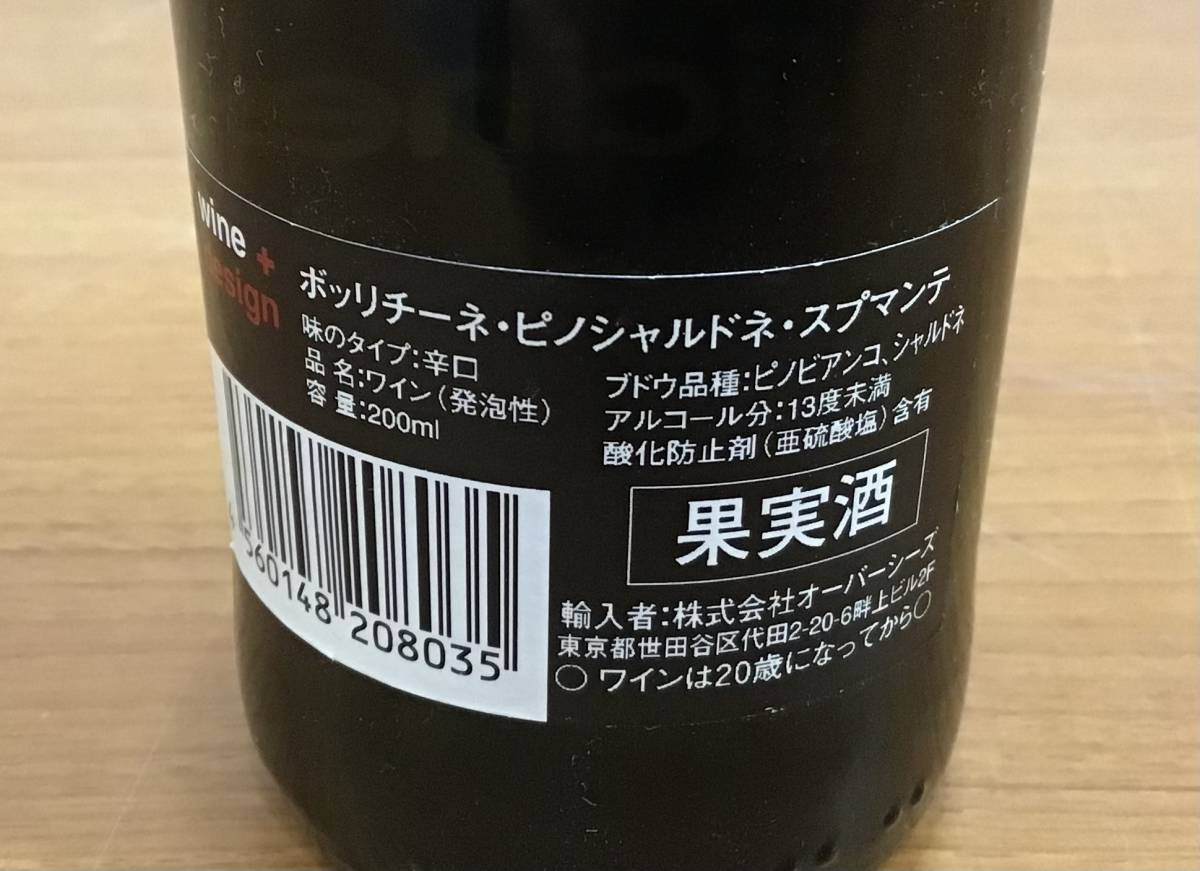 wine +
design
ボッリチーネ・ピノシャルドネ・スプマンテ
味のタイプ:辛口
品 名:ワイン(発泡性)
容 量:200ml
ブドウ品種:ピノビアンコ、シャルドネ
アルコール分:13度未満
酸化防止剤(亜硫酸塩)含有
果実酒
輸入者:株式会社オーバーシーズ
東京都世田谷区代田2-20-6畔上ビル2F
○ ワインは20歳になってから○
4 560148 208035